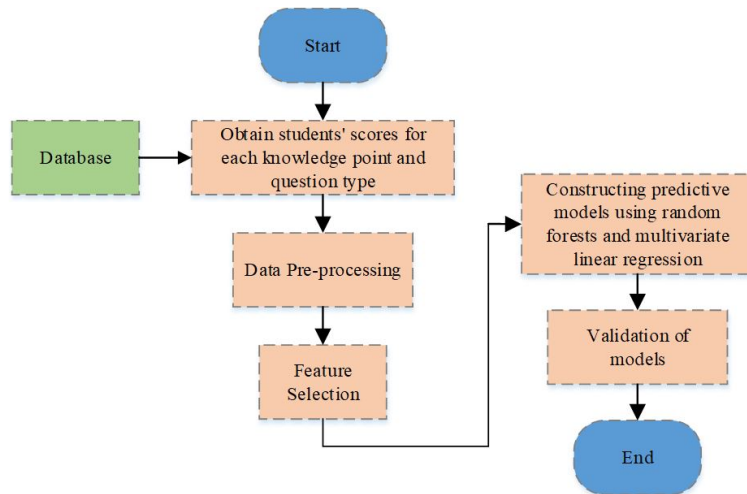 Start
Database
Obtain students' scores for
each knowledge point and
question type
Data Pre-processing
Feature
Selection
Constructing predictive
models using random
forests and multivariate
linear regression
Validation of
models
End